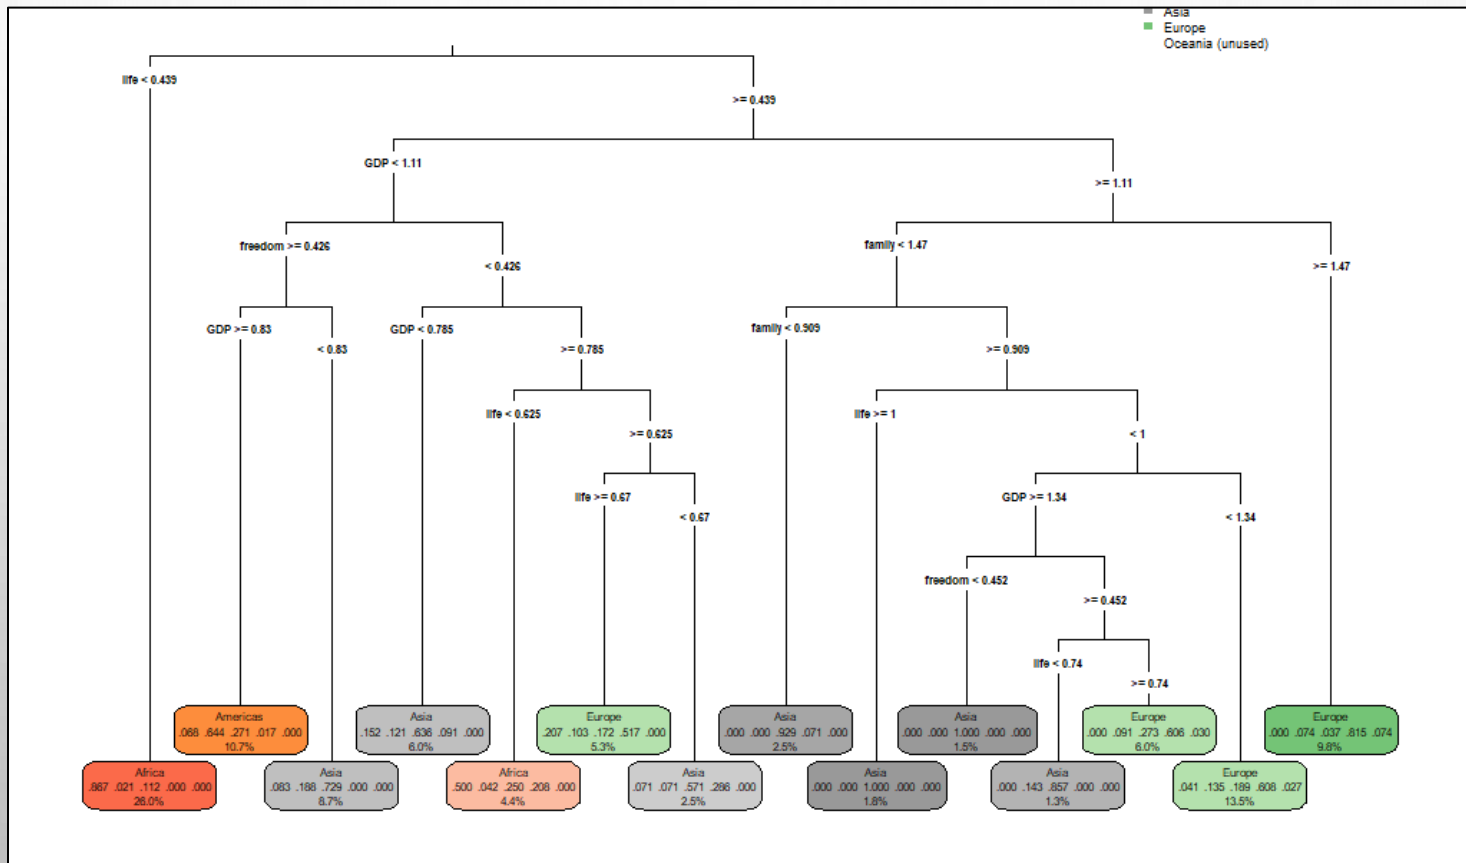 Asia
Europe
Oceania (unused)
life < 0.439
>= 0.439
GDP < 1.11
>= 1.11
freedom >= 0.426
< 0.426
family < 1.47
>= 1.47
GDP >= 0.83
< 0.83
GDP < 0.785
>= 0.785
family < 0.909
>= 0.909
life < 0.625
>= 0.625
life >= 1
< 1
life >= 0.67
< 0.67
GDP >= 1.34
< 1.34
freedom < 0.452
>= 0.452
life < 0.74
>= 0.74
Americas
.068 .644 .271 .017 .000
10.7%
Asia
.152 .121 .636 .091 .000
6.0%
Europe
.207 .103 .172 .517 .000
5.3%
Asia
.000 .000 .929 .071 .000
2.5%
Asia
.000 .000 1.000 .000 .000
1.5%
Europe
.000 .091 .273 .606 .030
6.0%
Europe
.000 .074 .037 .815 .074
9.8%
Africa
.867 .021 .112 .000 .000
26.0%
Asia
.083 .188 .729 .000 .000
8.7%
Africa
.500 .042 .250 .208 .000
4.4%
Asia
.071 .071 .571 .286 .000
2.5%
Asia
.000 .000 1.000 .000 .000
1.8%
Asia
.000 .143 .857 .000 .000
1.3%
Europe
.041 .135 .189 .608 .027
13.5%